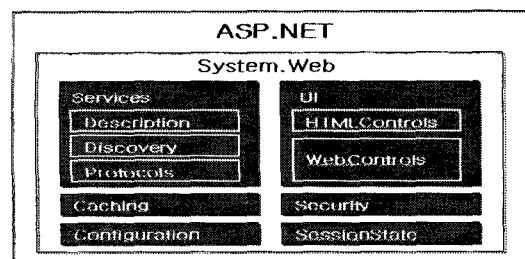 ASP.NET
System.Web
Services
Description
Discovery
Protocols
Caching
Configuration
UI
HTMLControls
WebControls
Security
SessionState